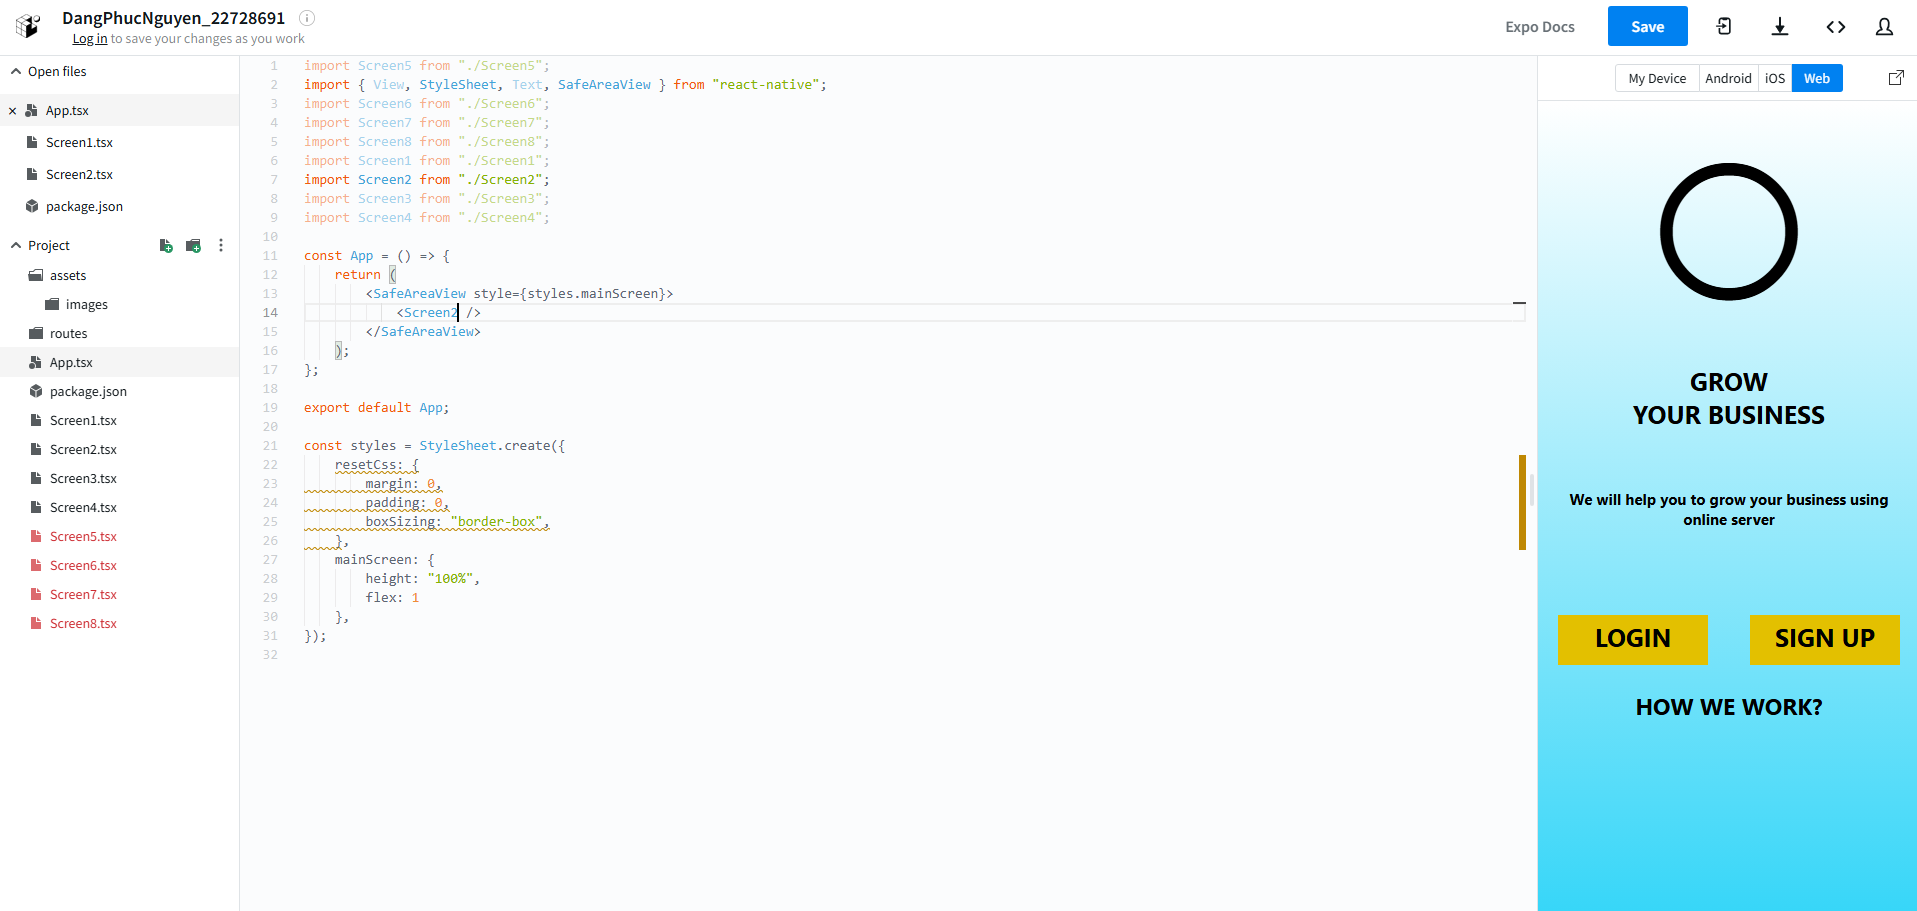 DangPhucNguyen_22728691
Log in to save your changes as you work
Expo Docs
Save
Open files
App.tsx
Screen1.tsx
Screen2.tsx
package.json
Project
assets
images
routes
App.tsx
package.json
Screen1.tsx
Screen2.tsx
Screen3.tsx
Screen4.tsx
Screen5.tsx
Screen6.tsx
Screen7.tsx
Screen8.tsx
1 import Screen5 from "./Screen5";
2 import { View, StyleSheet, Text, SafeAreaView } from "react-native";
3 import Screen6 from "./Screen6";
4 import Screen7 from "./Screen7";
5 import Screen8 from "./Screen8";
6 import Screen1 from "./Screen1";
7 import Screen2 from "./Screen2";
8 import Screen3 from "./Screen3";
9 import Screen4 from "./Screen4";
10
11 const App = () => {
12     return (
13         <SafeAreaView style={styles.mainScreen}>
14             <Screen2 />
15         </SafeAreaView>
16     );
17 };
18
19 export default App;
20
21 const styles = StyleSheet.create({
22     resetCss: {
23         margin: 0,
24         padding: 0,
25         boxSizing: "border-box",
26     },
27     mainScreen: {
28         height: "100%",
29         flex: 1
30     },
31 });
32
My Device Android iOS Web
GROW
YOUR BUSINESS
We will help you to grow your business using
online server
LOGIN SIGN UP
HOW WE WORK?